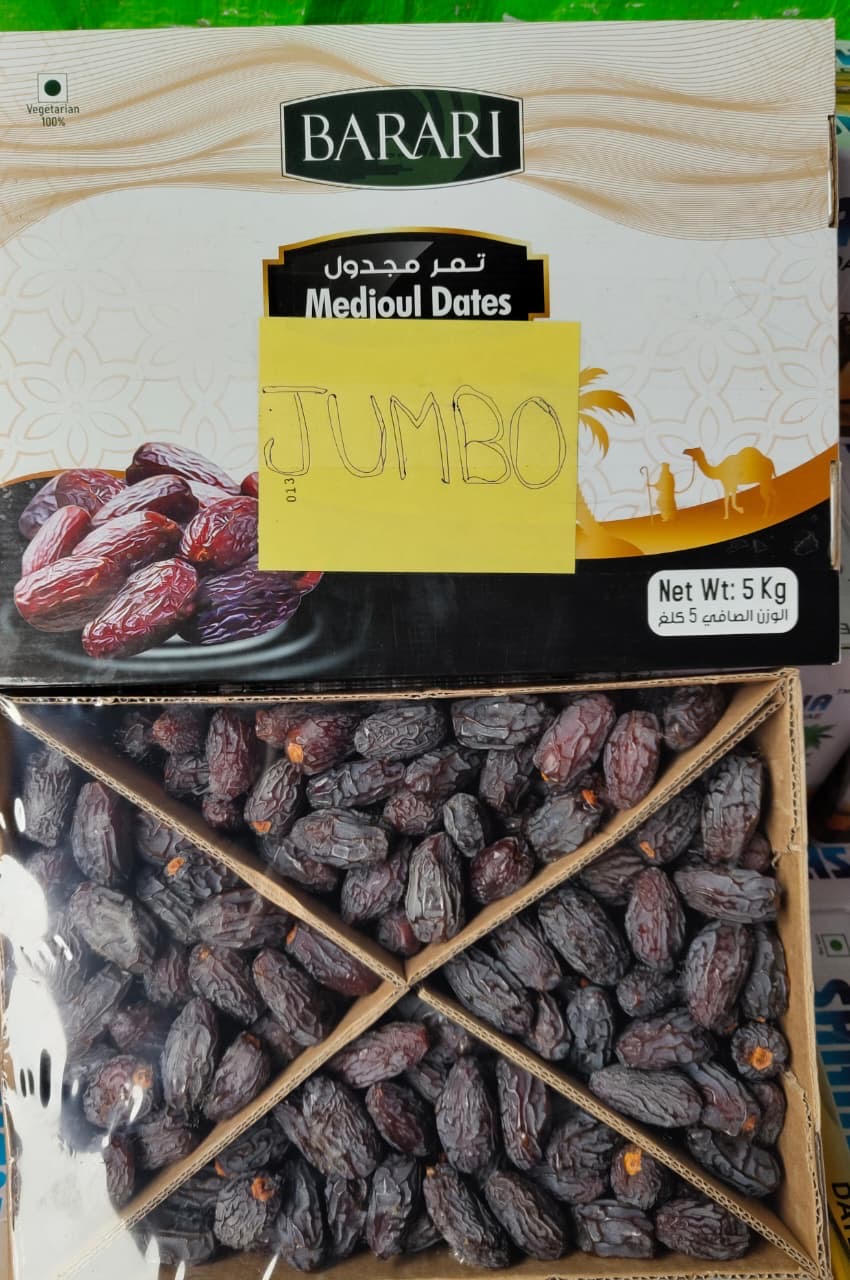 Vegetarian
100%
BARARI
تمر مجدول
Medjoul Dates
JUMBO
013
Net Wt: 5 Kg
الوزن الصافي 5 كلغ